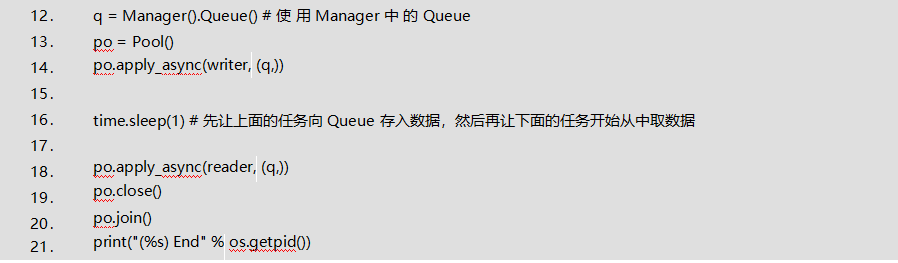 12. q = Manager().Queue() # 使 用 Manager 中 的 Queue
13. po = Pool()
14. po.apply_async(writer, (q,))
15.
16. time.sleep(1) # 先让上面的任务向 Queue 存入数据，然后再让下面的任务开始从中取数据
17.
18. po.apply_async(reader, (q,))
19. po.close()
20. po.join()
21. print("(%s) End" % os.getpid())